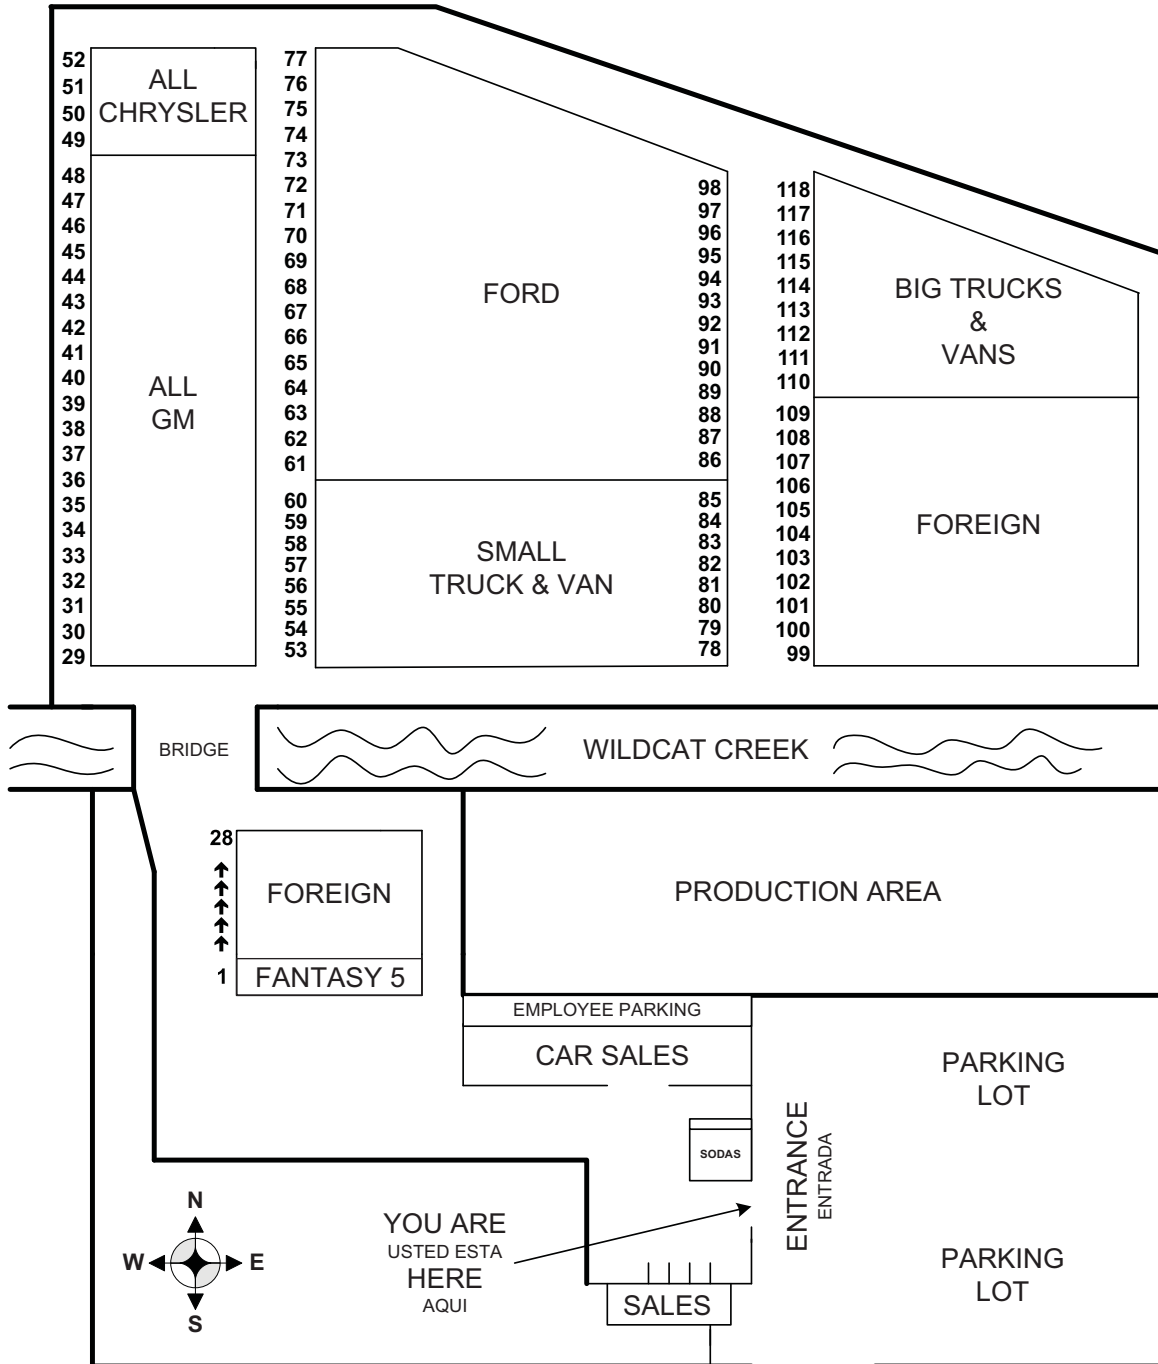 52
51
50
49
48
47
46
45
44
43
42
41
40
39
38
37
36
35
34
33
32
31
30
29
ALL
CHRYSLER
ALL
GM
77
76
75
74
73
72
71
70
69
68
67
66
65
64
63
62
61
60
59
58
57
56
55
54
53
FORD
SMALL
TRUCK & VAN
98
97
96
95
94
93
92
91
90
89
88
87
86
85
84
83
82
81
80
79
78
118
117
116
115
114
113
112
111
110
109
108
107
106
105
104
103
102
101
100
99
BIG TRUCKS
&
VANS
FOREIGN
BRIDGE
WILDCAT CREEK
28
1
FOREIGN
FANTASY 5
PRODUCTION AREA
EMPLOYEE PARKING
CAR SALES
PARKING
LOT
SODAS
ENTRANCE
ENTRADA
YOU ARE
USTED ESTA
HERE
AQUI
N
W
E
S
SALES
PARKING
LOT